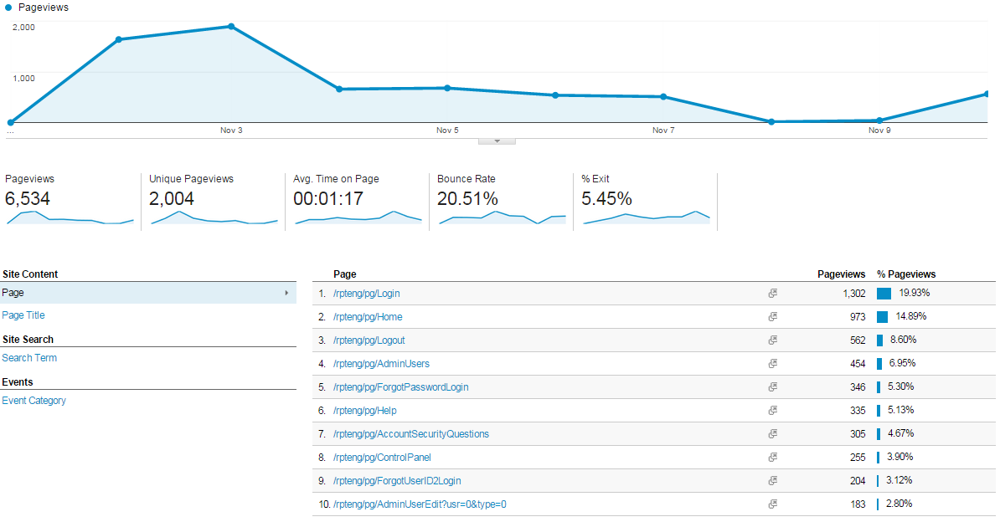 Pageviews
2,000
1,000
... Nov 3 Nov 5 Nov 7 Nov 9
Pageviews Unique Pageviews Avg. Time on Page Bounce Rate % Exit
6,534 2,004 00:01:17 20.51% 5.45%
Site Content
Page
Page Title
Site Search
Search Term
Events
Event Category
Page Pageviews % Pageviews
1. /rpteng/pg/Login 1,302 19.93%
2. /rpteng/pg/Home 973 14.89%
3. /rpteng/pg/Logout 562 8.60%
4. /rpteng/pg/AdminUsers 454 6.95%
5. /rpteng/pg/ForgotPasswordLogin 346 5.30%
6. /rpteng/pg/Help 335 5.13%
7. /rpteng/pg/AccountSecurityQuestions 305 4.67%
8. /rpteng/pg/ControlPanel 255 3.90%
9. /rpteng/pg/ForgotUserID2Login 204 3.12%
10. /rpteng/pg/AdminUserEdit?usr=0&type=0 183 2.80%